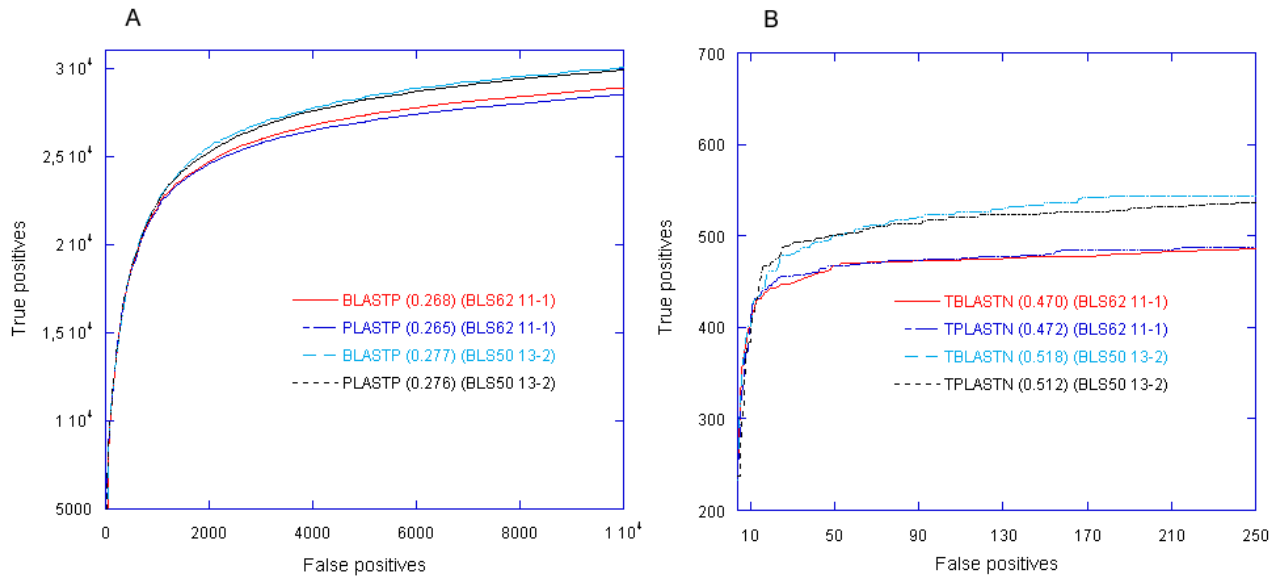 A
True positives
3 10⁴
2,5 10⁴
2 10⁴
1,5 10⁴
1 10⁴
5000
BLASTP (0.268) (BLS62 11-1)
PLASTP (0.265) (BLS62 11-1)
BLASTP (0.277) (BLS50 13-2)
PLASTP (0.276) (BLS50 13-2)
0 2000 4000 6000 8000 1 10⁴
False positives
B
True positives
700
600
500
400
300
200
TBLASTN (0.470) (BLS62 11-1)
TPLASTN (0.472) (BLS62 11-1)
TBLASTN (0.518) (BLS50 13-2)
TPLASTN (0.512) (BLS50 13-2)
10 50 90 130 170 210 250
False positives